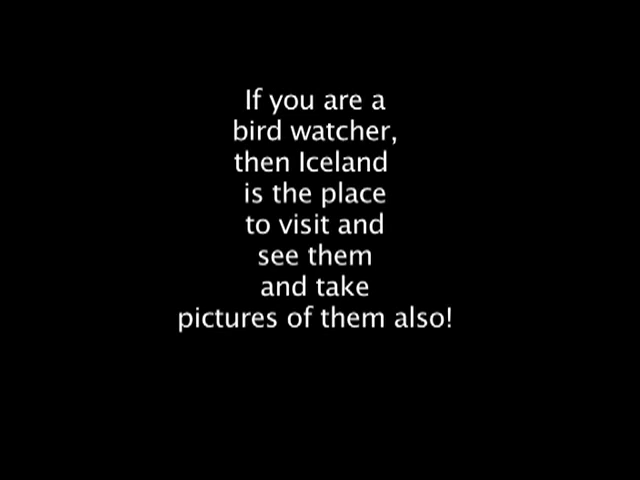 If you are a
bird watcher,
then Iceland
is the place
to visit and
see them
and take
pictures of them also!